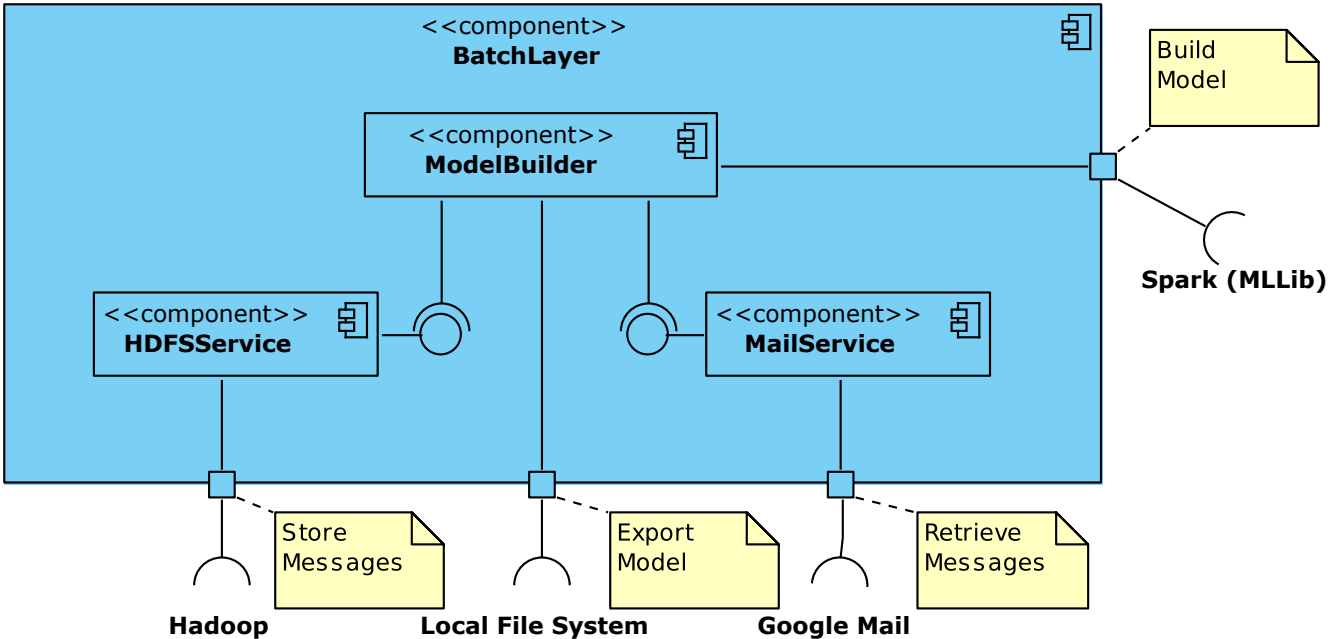 <<component>>
BatchLayer
Build
Model
<<component>>
ModelBuilder
Spark (MLLib)
<<component>>
HDFSService
<<component>>
MailService
Store
Messages
Export
Model
Retrieve
Messages
Hadoop
Local File System
Google Mail